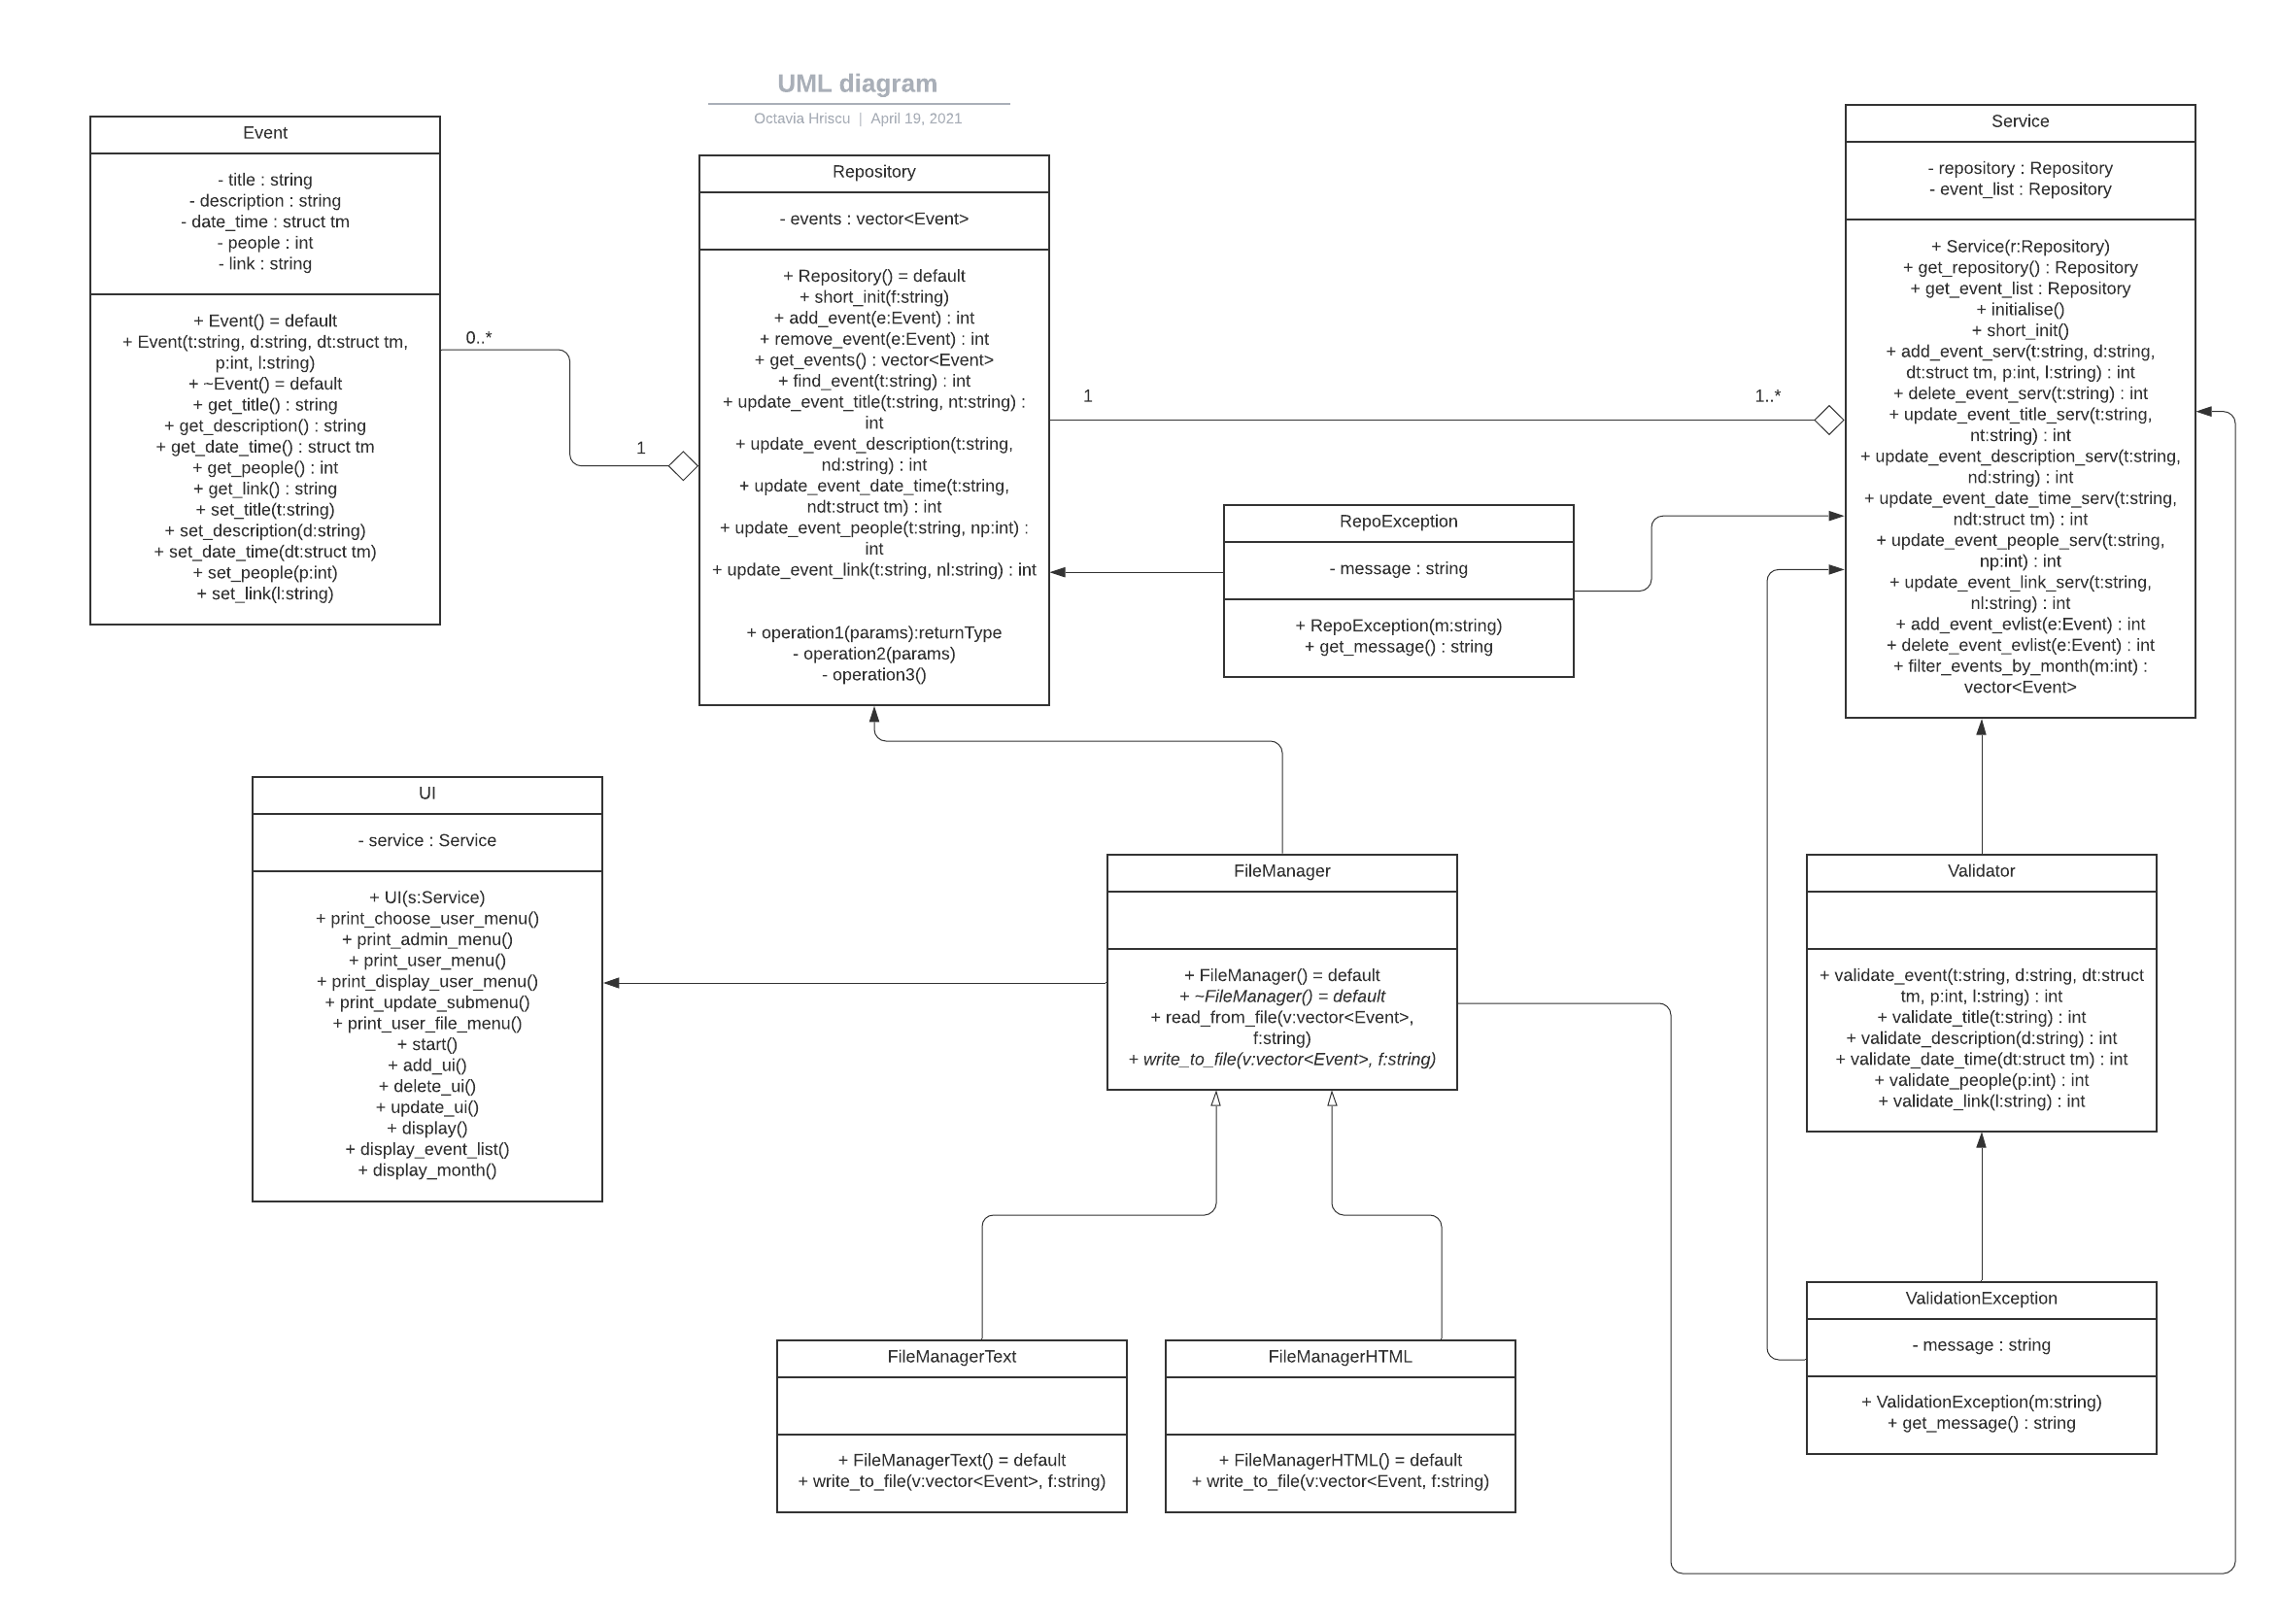 UML diagram
Octavia Hriscu | April 19, 2021
Event
- title : string
- description : string
- date_time : struct tm
- people : int
- link : string
+ Event() = default
+ Event(t:string, d:string, dt:struct tm,
p:int, l:string)
+ ~Event() = default
+ get_title() : string
+ get_description() : string
+ get_date_time() : struct tm
+ get_people() : int
+ get_link() : string
+ set_title(t:string)
+ set_description(d:string)
+ set_date_time(dt:struct tm)
+ set_people(p:int)
+ set_link(l:string)
0..*
1
Repository
- events : vector<Event>
+ Repository() = default
+ short_init(f:string)
+ add_event(e:Event) : int
+ remove_event(e:Event) : int
+ get_events() : vector<Event>
+ find_event(t:string) : int
+ update_event_title(t:string, nt:string) :
int
+ update_event_description(t:string,
nd:string) : int
+ update_event_date_time(t:string,
ndt:struct tm) : int
+ update_event_people(t:string, np:int) :
int
+ update_event_link(t:string, nl:string) : int
+ operation1(params):returnType
- operation2(params)
- operation3()
1
1..*
RepoException
- message : string
+ RepoException(m:string)
+ get_message() : string
Service
- repository : Repository
- event_list : Repository
+ Service(r:Repository)
+ get_repository() : Repository
+ get_event_list : Repository
+ initialise()
+ short_init()
+ add_event_serv(t:string, d:string,
dt:struct tm, p:int, l:string) : int
+ delete_event_serv(t:string) : int
+ update_event_title_serv(t:string,
nt:string) : int
+ update_event_description_serv(t:string,
nd:string) : int
+ update_event_date_time_serv(t:string,
ndt:struct tm) : int
+ update_event_people_serv(t:string,
np:int) : int
+ update_event_link_serv(t:string,
nl:string) : int
+ add_event_evlist(e:Event) : int
+ delete_event_evlist(e:Event) : int
+ filter_events_by_month(m:int) :
vector<Event>
UI
- service : Service
+ UI(s:Service)
+ print_choose_user_menu()
+ print_admin_menu()
+ print_user_menu()
+ print_display_user_menu()
+ print_update_submenu()
+ print_user_file_menu()
+ start()
+ add_ui()
+ delete_ui()
+ update_ui()
+ display()
+ display_event_list()
+ display_month()
FileManager
+ FileManager() = default
+ ~FileManager() = default
+ read_from_file(v:vector<Event>,
f:string)
+ write_to_file(v:vector<Event>, f:string)
Validator
+ validate_event(t:string, d:string, dt:struct
tm, p:int, l:string) : int
+ validate_title(t:string) : int
+ validate_description(d:string) : int
+ validate_date_time(dt:struct tm) : int
+ validate_people(p:int) : int
+ validate_link(l:string) : int
FileManagerText
+ FileManagerText() = default
+ write_to_file(v:vector<Event>, f:string)
FileManagerHTML
+ FileManagerHTML() = default
+ write_to_file(v:vector<Event, f:string)
ValidationException
- message : string
+ ValidationException(m:string)
+ get_message() : string